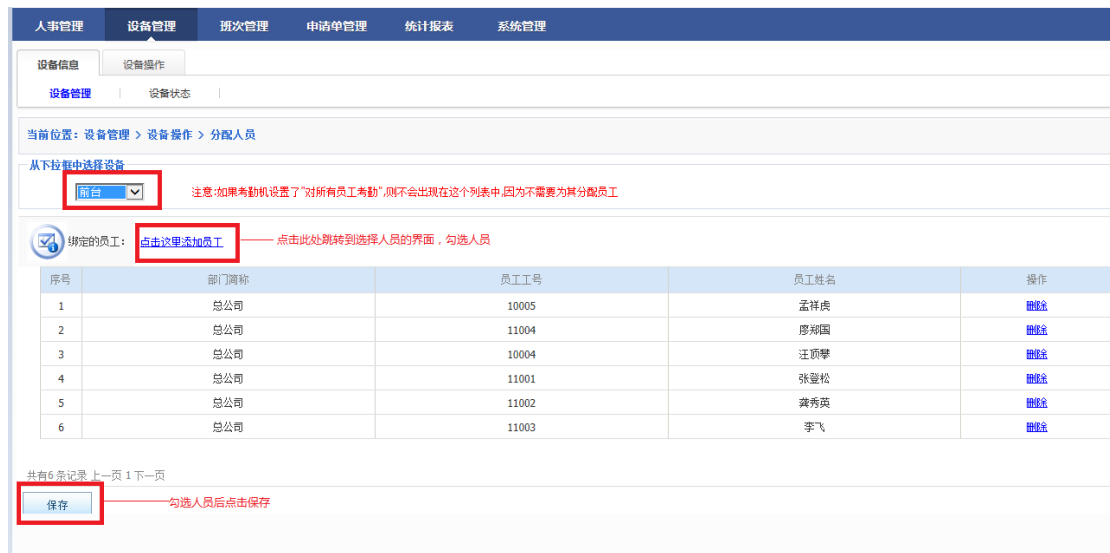 人事管理 设备管理 班次管理 申请单管理 统计报表 系统管理
设备信息 设备操作
设备管理 设备状态
当前位置：设备管理 > 设备操作 > 分配人员
从下拉框中选择设备
前台 注意:如果考勤机设置了"对所有员工考勤",则不会出现在这个列表中,因为不需要为其分配员工
绑定的员工： 点击这里添加员工 点击此处跳转到选择人员的界面，勾选人员
序号 部门简称 员工工号 员工姓名 操作
1 总公司 10005 孟祥虎 删除
2 总公司 11004 廖郑国 删除
3 总公司 10004 汪顶攀 删除
4 总公司 11001 张登松 删除
5 总公司 11002 龚秀英 删除
6 总公司 11003 李飞 删除
共有6 条记录 上一页 1 下一页
保存 勾选人员后点击保存